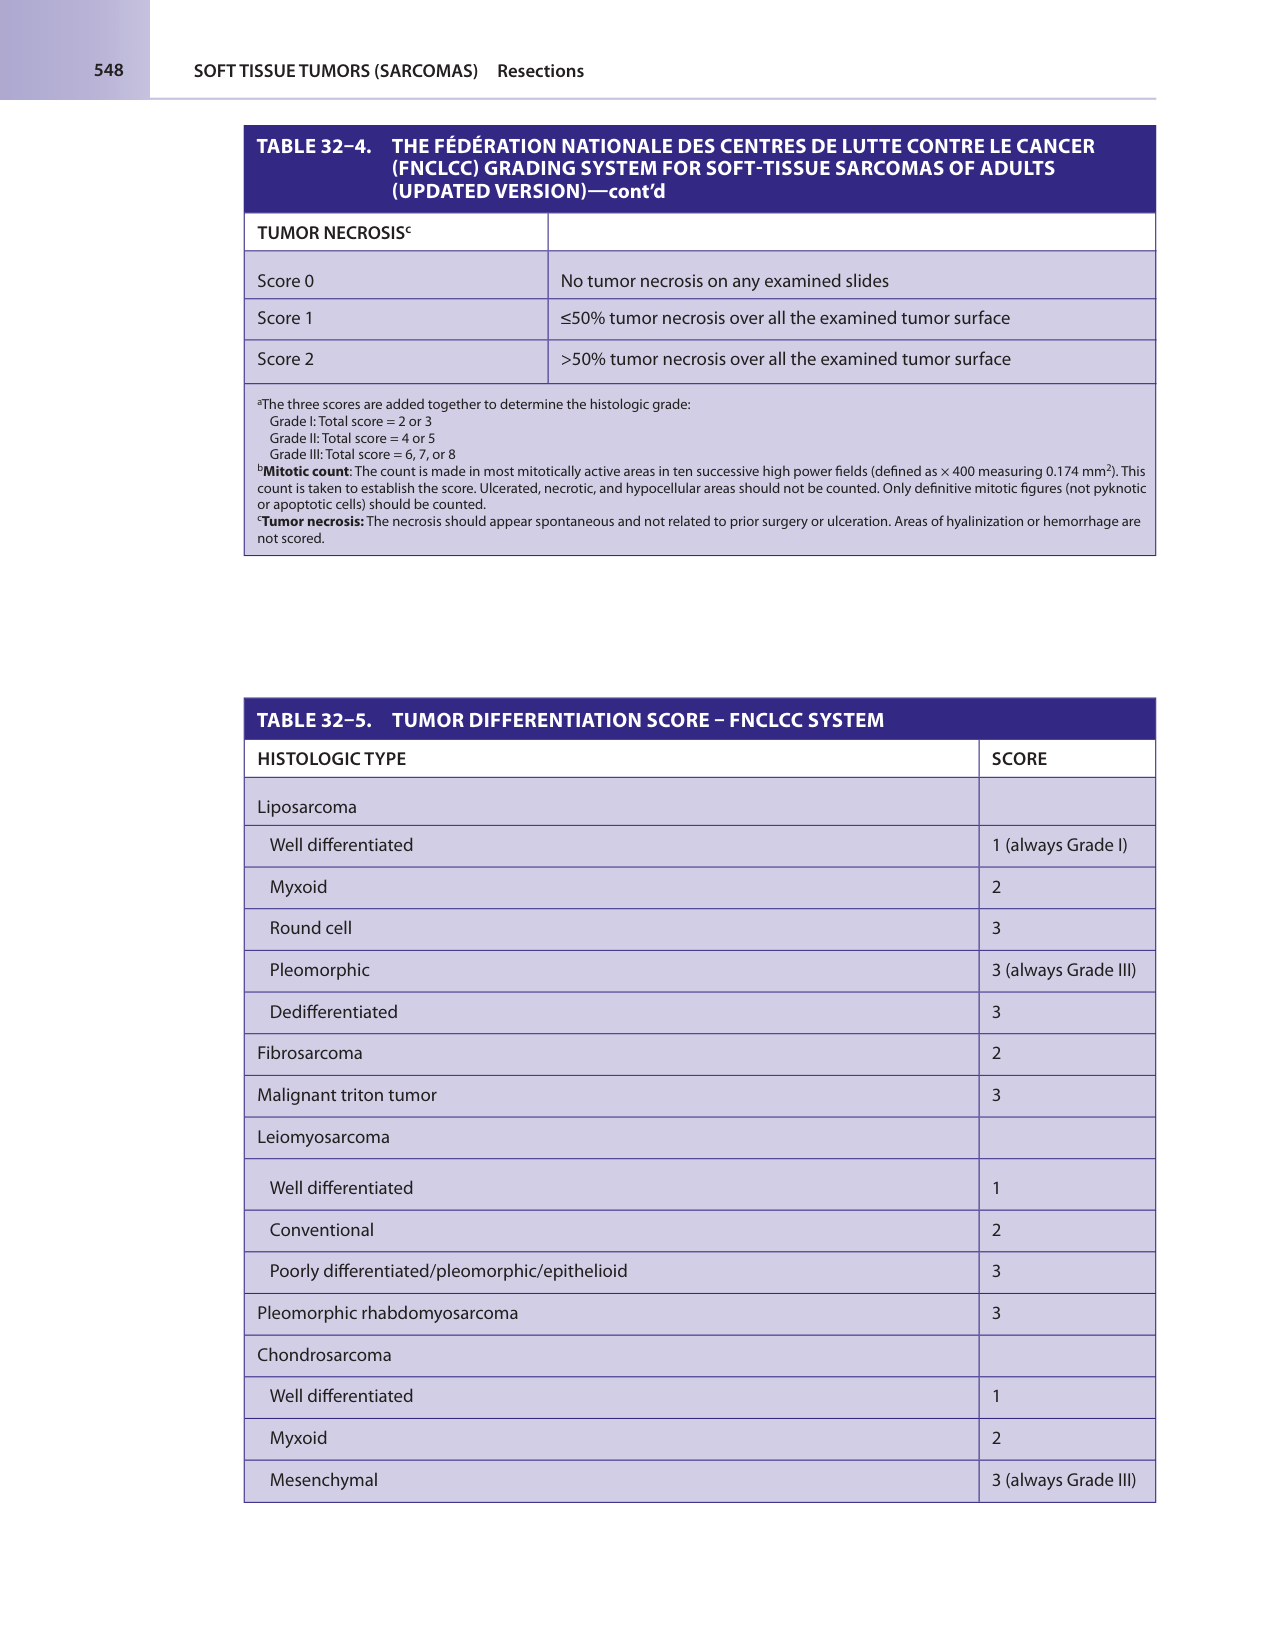 548
SOFT TISSUE TUMORS (SARCOMAS) Resections
TABLE 32–4. THE FÉDÉRATION NATIONALE DES CENTRES DE LUTTE CONTRE LE CANCER
(FNCLCC) GRADING SYSTEM FOR SOFT-TISSUE SARCOMAS OF ADULTS
(UPDATED VERSION)—cont’d
TUMOR NECROSISᶜ
Score 0 No tumor necrosis on any examined slides
Score 1 ≤50% tumor necrosis over all the examined tumor surface
Score 2 >50% tumor necrosis over all the examined tumor surface
ᵃThe three scores are added together to determine the histologic grade:
Grade I: Total score = 2 or 3
Grade II: Total score = 4 or 5
Grade III: Total score = 6, 7, or 8
ᵇMitotic count: The count is made in most mitotically active areas in ten successive high power fields (defined as × 400 measuring 0.174 mm²). This
count is taken to establish the score. Ulcerated, necrotic, and hypocellular areas should not be counted. Only definitive mitotic figures (not pyknotic
or apoptotic cells) should be counted.
ᶜTumor necrosis: The necrosis should appear spontaneous and not related to prior surgery or ulceration. Areas of hyalinization or hemorrhage are
not scored.
TABLE 32–5. TUMOR DIFFERENTIATION SCORE – FNCLCC SYSTEM
HISTOLOGIC TYPE SCORE
Liposarcoma
Well differentiated 1 (always Grade I)
Myxoid 2
Round cell 3
Pleomorphic 3 (always Grade III)
Dedifferentiated 3
Fibrosarcoma 2
Malignant triton tumor 3
Leiomyosarcoma
Well differentiated 1
Conventional 2
Poorly differentiated/pleomorphic/epithelioid 3
Pleomorphic rhabdomyosarcoma 3
Chondrosarcoma
Well differentiated 1
Myxoid 2
Mesenchymal 3 (always Grade III)